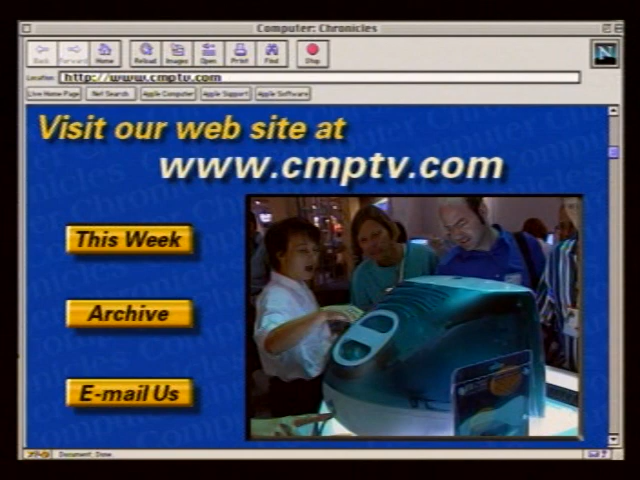 Computer: Chronicles
Back Forward Home Reload Images Open Print Find Stop
N
Location: http://www.cmptv.com
Live Home Page Net Search Apple Computer Apple Support Apple Software
Visit our web site at
www.cmptv.com
This Week
Archive
E-mail Us
Document: Done.